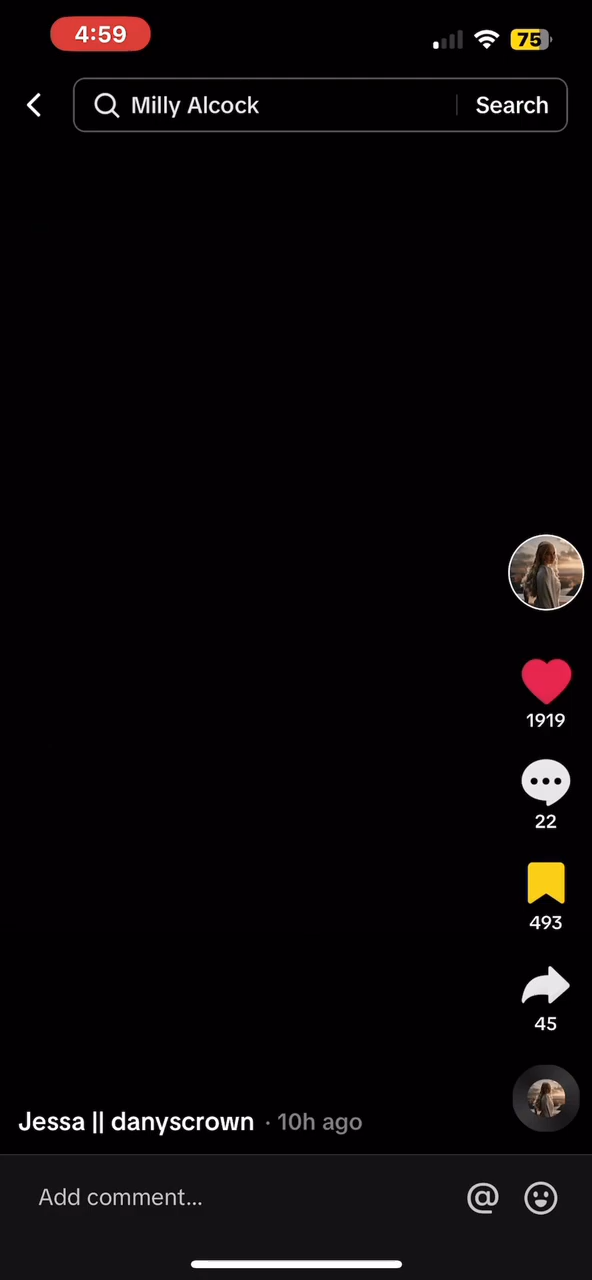 4:59
75
Milly Alcock
Search
1919
22
493
45
Jessa || danyscrown · 10h ago
Add comment...
@